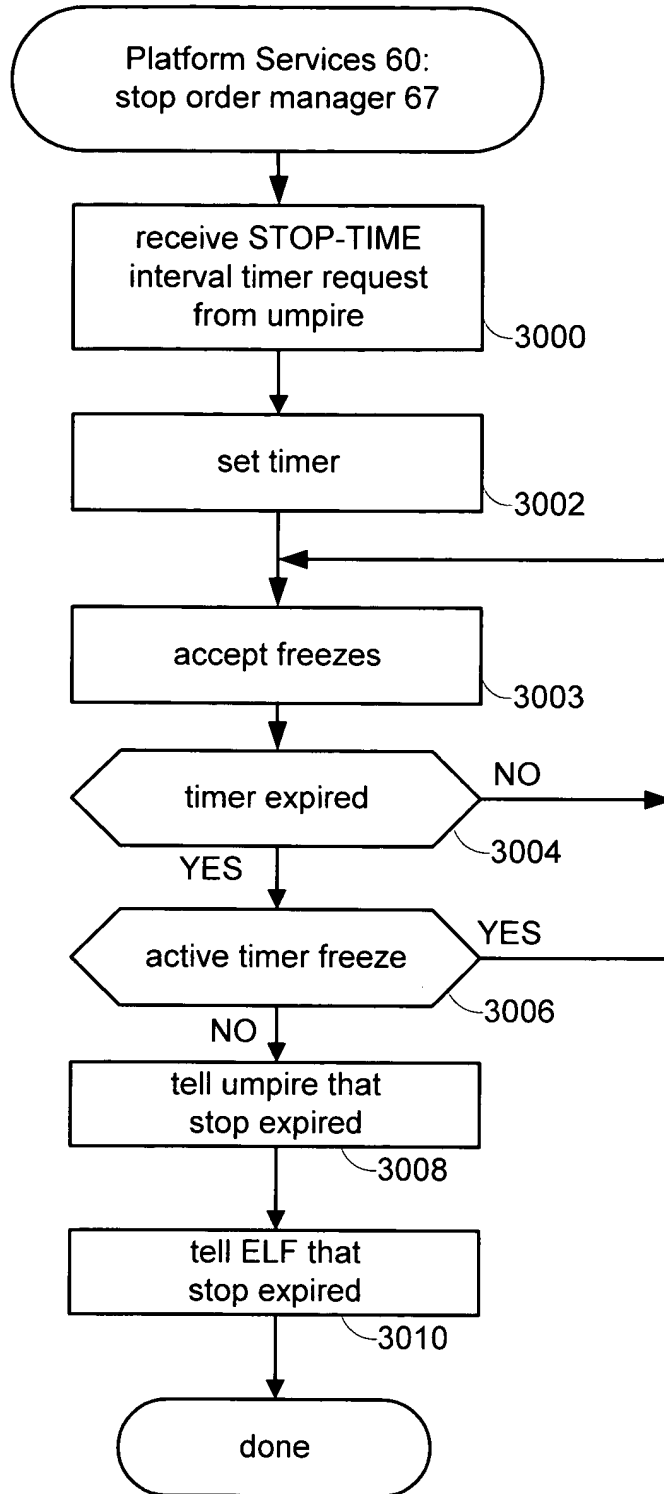 Platform Services 60:
stop order manager 67
receive STOP-TIME
interval timer request
from umpire
3000
set timer
3002
accept freezes
3003
timer expired
NO
3004
YES
active timer freeze
YES
3006
NO
tell umpire that
stop expired
3008
tell ELF that
stop expired
3010
done